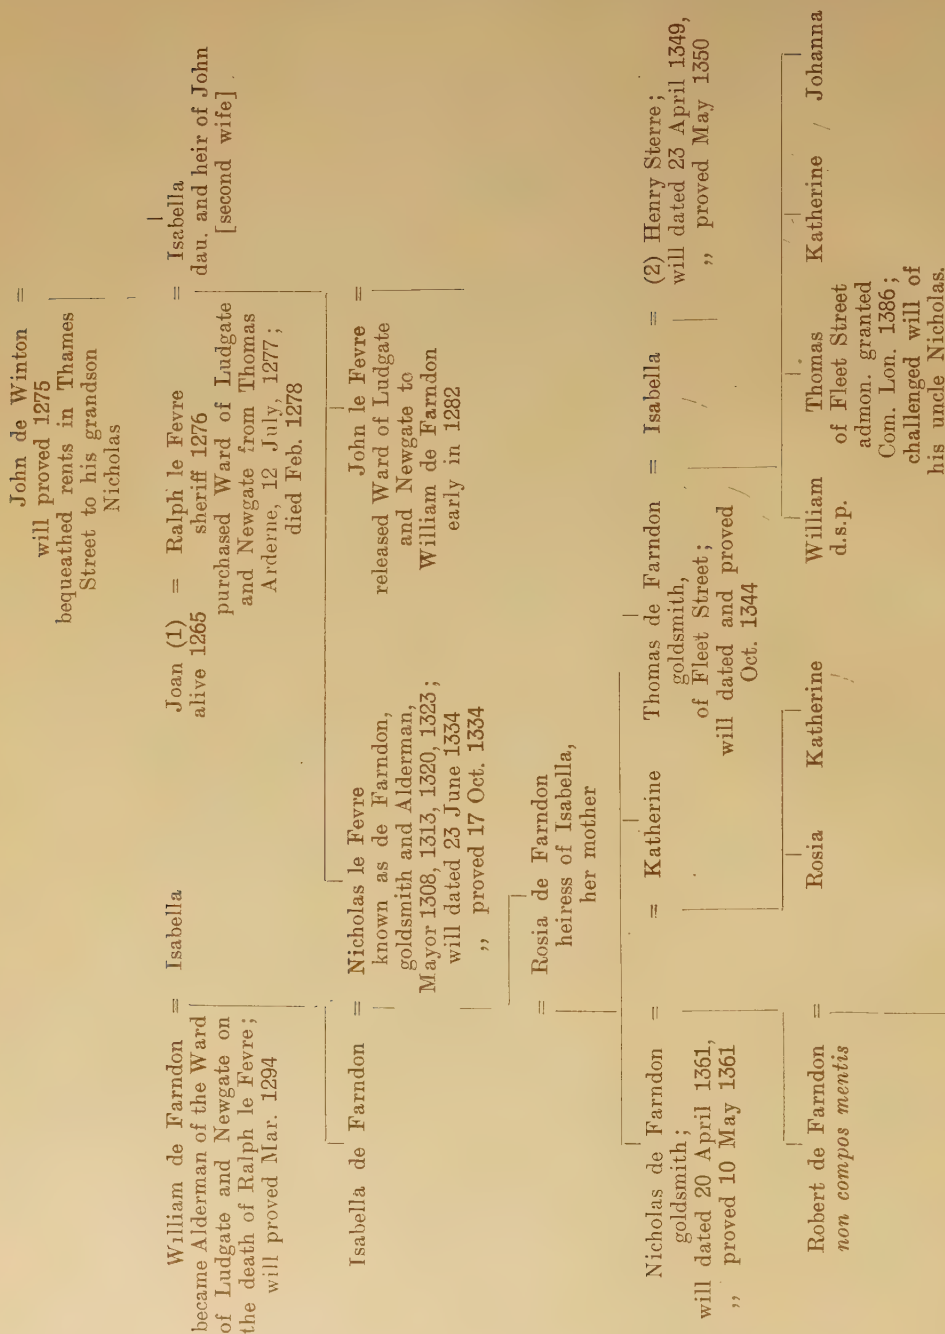 John de Winton =
will proved 1275
bequeathed rents in Thames
Street to his grandson
Nicholas
William de Farndon = Isabella
became Alderman of the Ward
of Ludgate and Newgate on
the death of Ralph le Fevre;
will proved Mar. 1294
Joan (1) = Ralph le Fevre = Isabella
alive 1265
sheriff 1276
purchased Ward of Ludgate
and Newgate from Thomas
Arderne, 12 July, 1277;
died Feb. 1278
dau. and heir of John
[second wife]
Isabella de Farndon = Nicholas le Fevre
known as de Farndon,
goldsmith and Alderman,
Mayor 1308, 1313, 1320, 1323;
will dated 23 June 1334
,, proved 17 Oct. 1334
John le Fevre =
released Ward of Ludgate
and Newgate to
William de Farndon
early in 1282
= Rosia de Farndon
heiress of Isabella,
her mother
Nicholas de Farndon = = Katherine
goldsmith;
will dated 20 April 1361,
,, proved 10 May 1361
Thomas de Farndon = Isabella = (2) Henry Sterre;
goldsmith,
of Fleet Street;
will dated and proved
Oct. 1344
will dated 23 April 1349,
,, proved May 1350
Robert de Farndon =
non compos mentis
Rosia Katherine
William
d.s.p.
Thomas
of Fleet Street
admon. granted
Com. Lon. 1386;
challenged will of
his uncle Nicholas.
Katherine Johanna